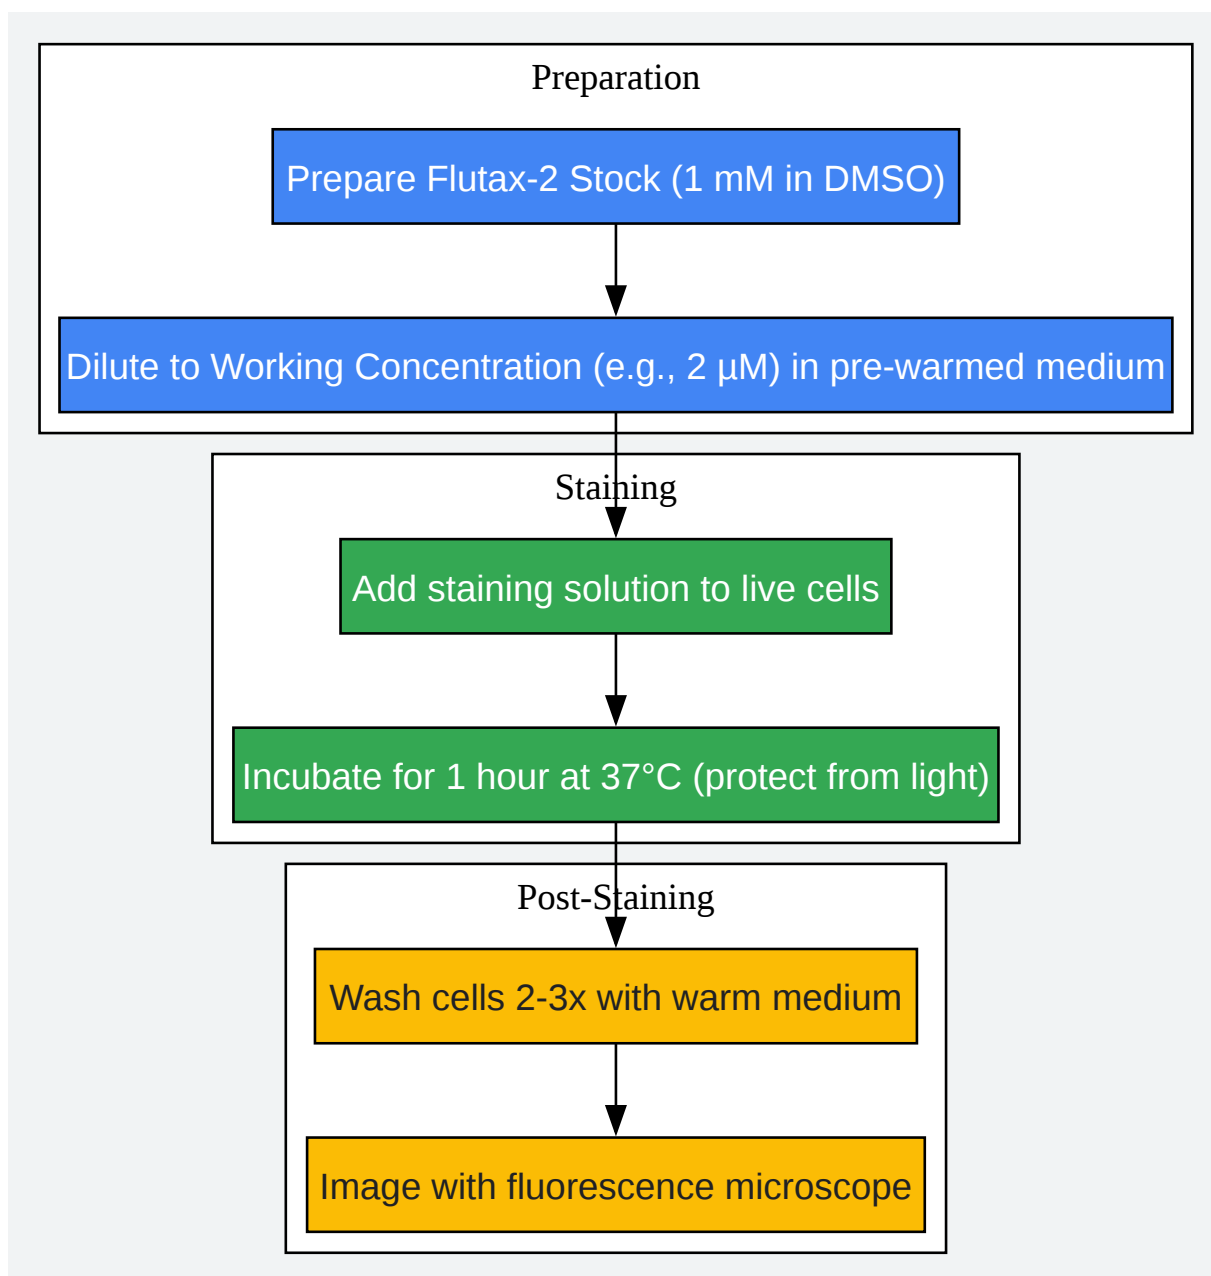 Preparation
Prepare Flutax-2 Stock (1 mM in DMSO)
Dilute to Working Concentration (e.g., 2 µM) in pre-warmed medium
Staining
Add staining solution to live cells
Incubate for 1 hour at 37°C (protect from light)
Post-Staining
Wash cells 2-3x with warm medium
Image with fluorescence microscope